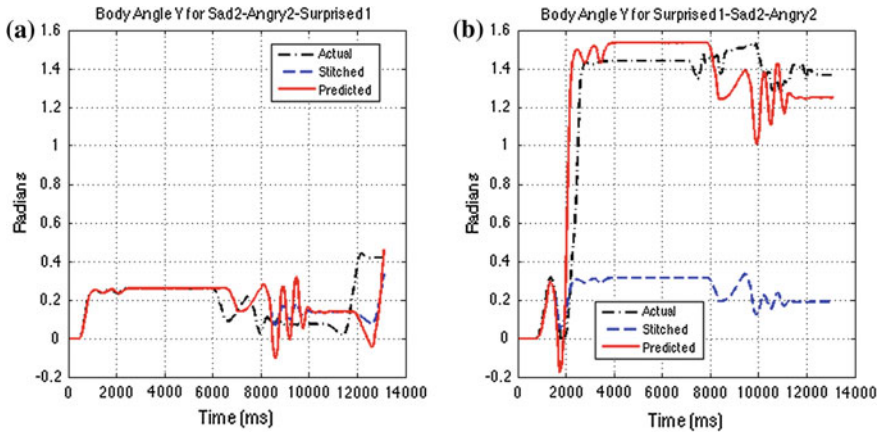 (a)
Body Angle Y for Sad2-Angry2-Surprised1
1.6
1.4
1.2
1
0.8
0.6
0.4
0.2
0
-0.2
Radians
Actual
Stitched
Predicted
0 2000 4000 6000 8000 10000 12000 14000
Time (ms)
(b)
Body Angle Y for Surprised1-Sad2-Angry2
1.6
1.4
1.2
1
0.8
0.6
0.4
0.2
0
-0.2
Radians
Actual
Stitched
Predicted
0 2000 4000 6000 8000 10000 12000 14000
Time (ms)